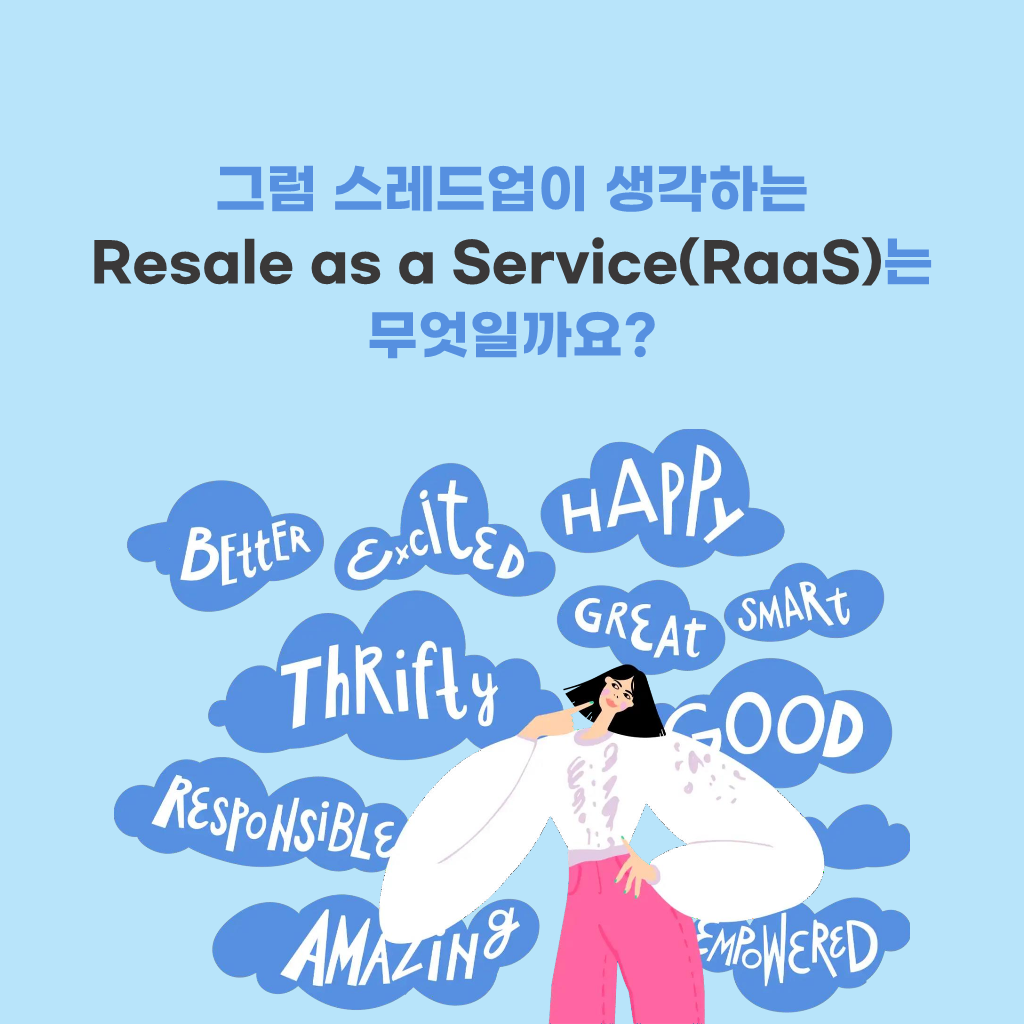 그럼 스레드업이 생각하는
Resale as a Service(RaaS)는
무엇일까요?
HAPPY
EXCITED
BETTER
GREAT
SMART
THRIFTY
GOOD
RESPONSIBLE
AMAZING
EMPOWERED